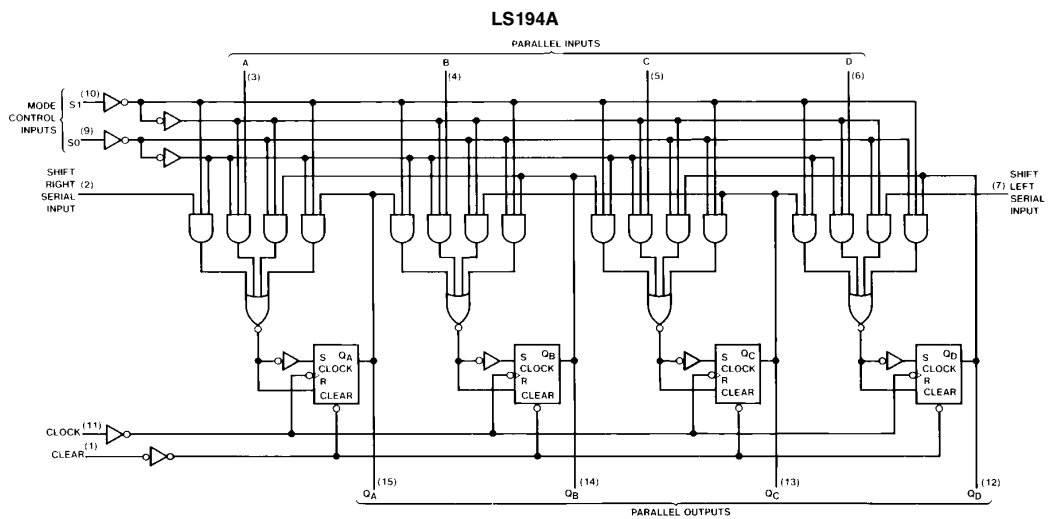 LS194A
PARALLEL INPUTS
A B C D
(3) (4) (5) (6)
MODE CONTROL INPUTS
(10)
S1
(9)
S0
SHIFT RIGHT SERIAL INPUT
(2)
SHIFT LEFT SERIAL INPUT
(7)
S QA
CLOCK
R
CLEAR
S QB
CLOCK
R
CLEAR
S QC
CLOCK
R
CLEAR
S QD
CLOCK
R
CLEAR
CLOCK (11)
CLEAR (1)
QA (15)
QB (14)
QC (13)
QD (12)
PARALLEL OUTPUTS